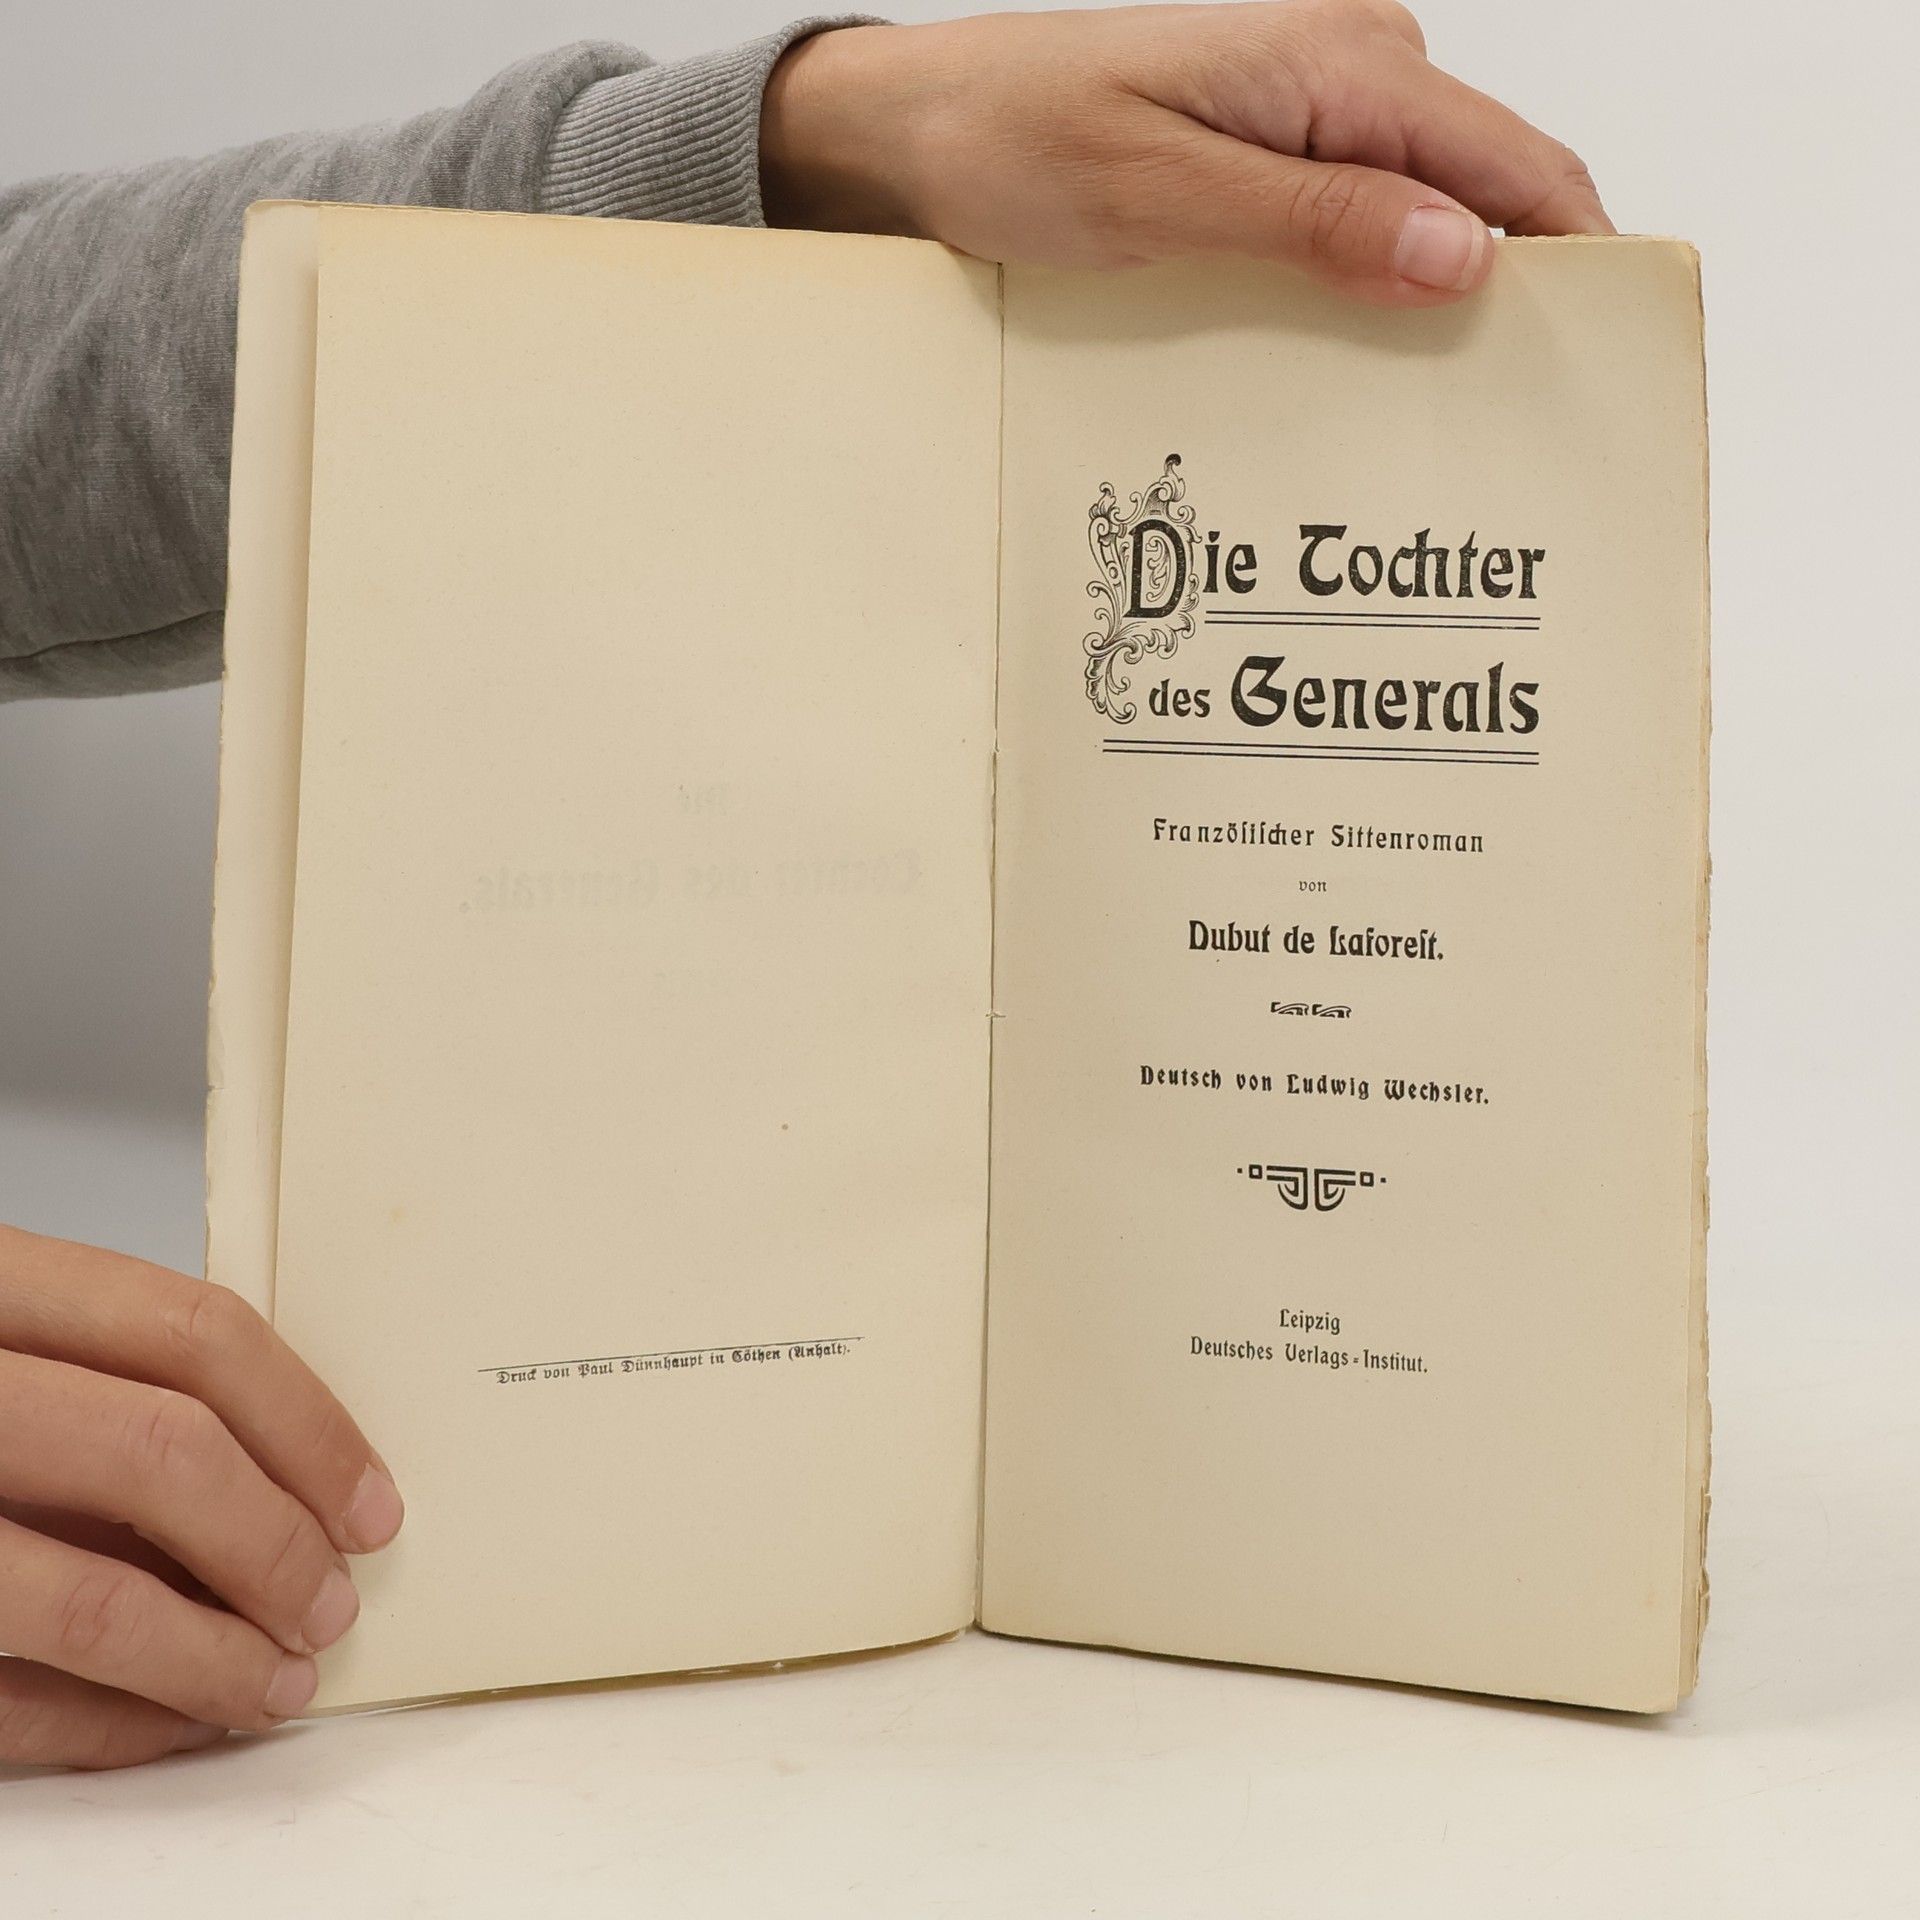 Druck von Paul Dünnhaupt in Cöthen (Anhalt).
Die Tochter
des Generals
Franzöſiſcher Sittenroman
von
Dubut de Laforeſt.
Deutsch von Ludwig Wechsler.
Leipzig
Deutsches Verlags=Institut.